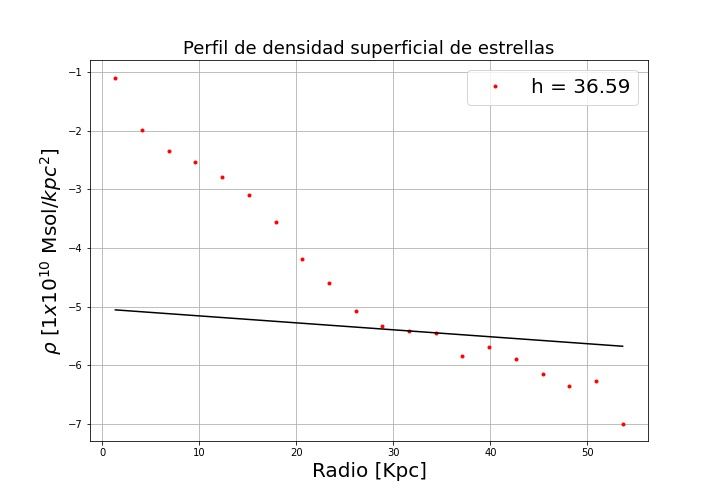 Perfil de densidad superficial de estrellas
h = 36.59
−1
−2
−3
−4
−5
−6
−7
ρ [1x10¹⁰ Msol/kpc²]
0 10 20 30 40 50
Radio [Kpc]